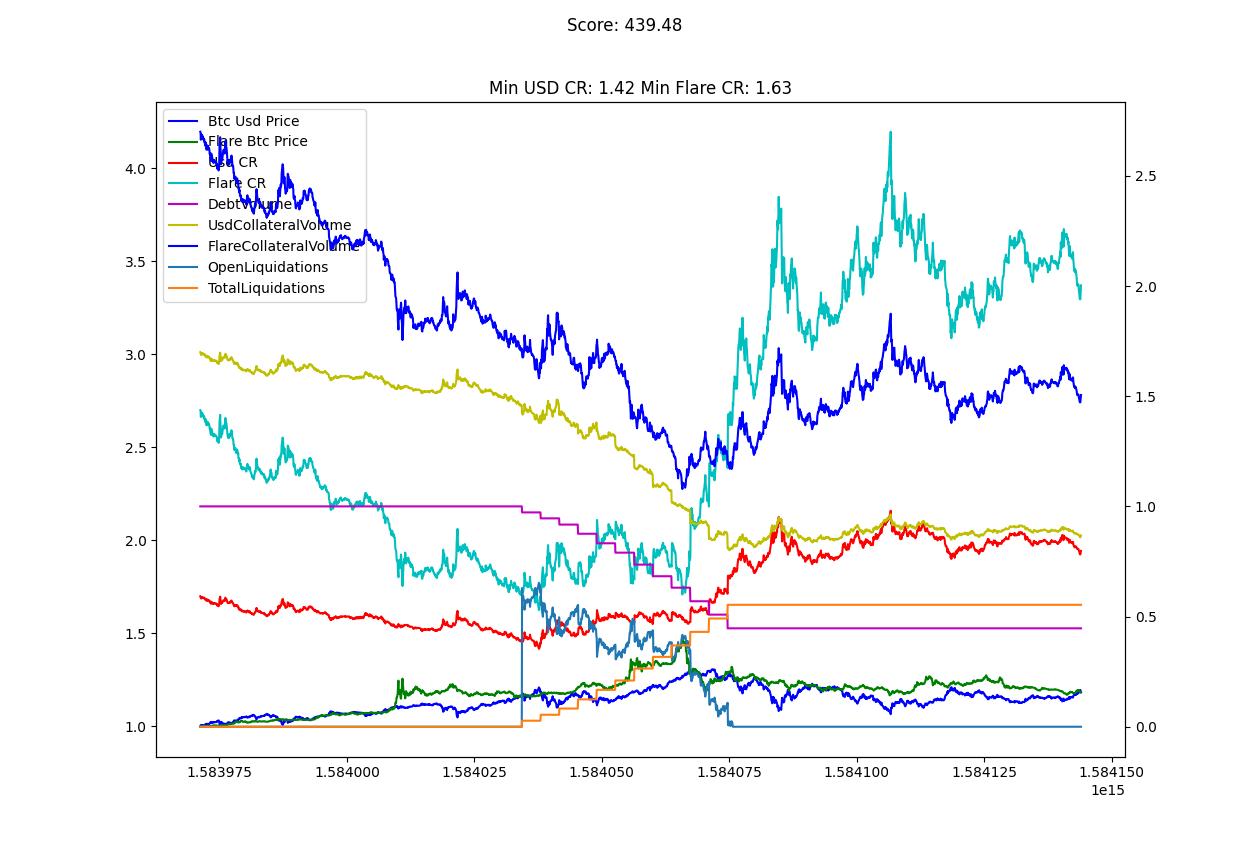 Score: 439.48
Min USD CR: 1.42 Min Flare CR: 1.63
Btc Usd Price
Flare Btc Price
Usd CR
Flare CR
DebtVolume
UsdCollateralVolume
FlareCollateralVolume
OpenLiquidations
TotalLiquidations
4.0
3.5
3.0
2.5
2.0
1.5
1.0
2.5
2.0
1.5
1.0
0.5
0.0
1.583975 1.584000 1.584025 1.584050 1.584075 1.584100 1.584125 1.584150
1e15